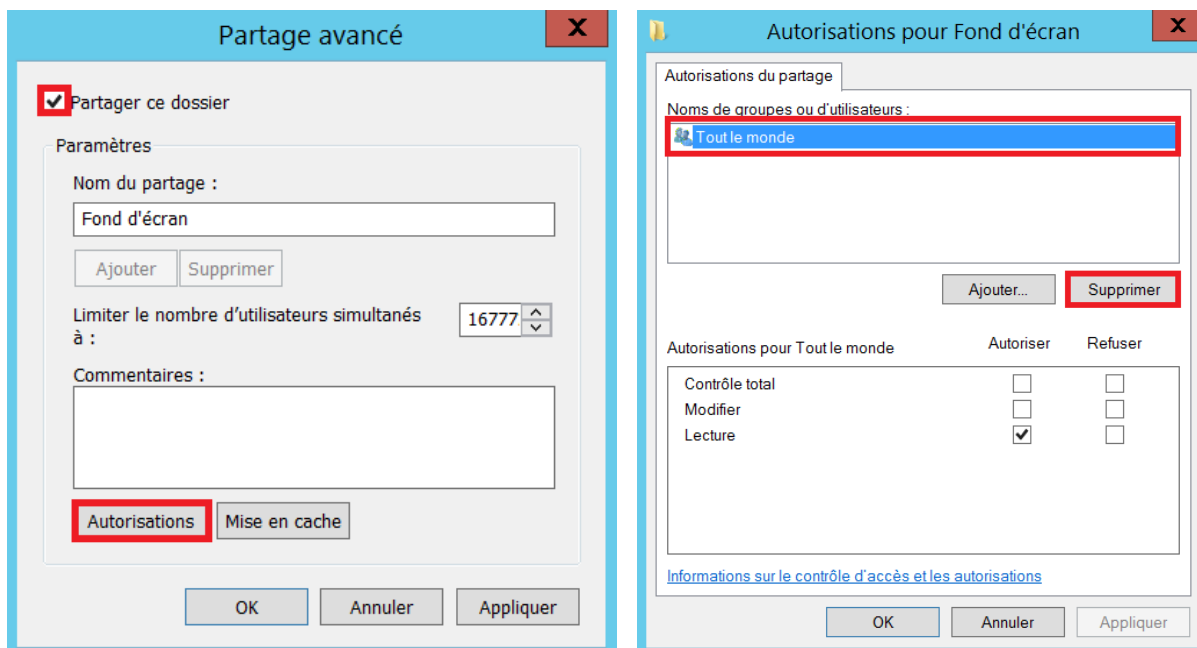 Partage avancé
X
Partager ce dossier
Paramètres
Nom du partage :
Fond d'écran
Ajouter
Supprimer
Limiter le nombre d'utilisateurs simultanés
à :
16777
Commentaires :
Autorisations
Mise en cache
OK
Annuler
Appliquer
Autorisations pour Fond d'écran
X
Autorisations du partage
Noms de groupes ou d'utilisateurs :
Tout le monde
Ajouter...
Supprimer
Autorisations pour Tout le monde
Autoriser
Refuser
Contrôle total
Modifier
Lecture
Informations sur le contrôle d'accès et les autorisations
OK
Annuler
Appliquer